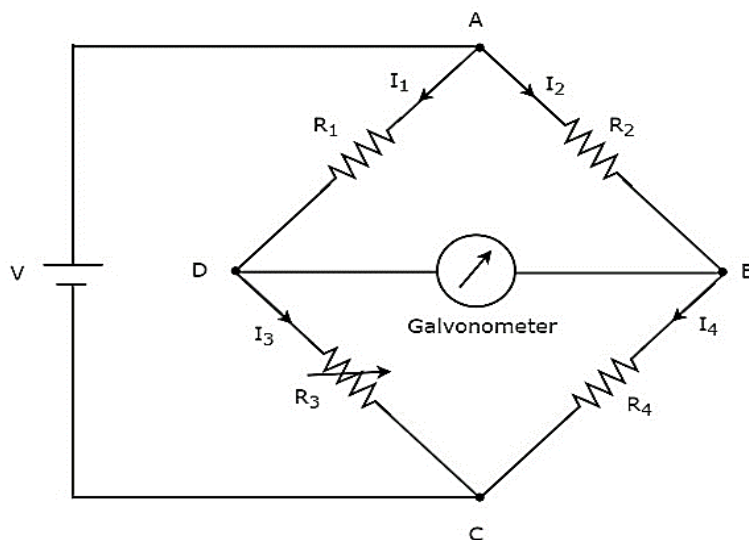 A
I1 I2
R1 R2
V D B
Galvonometer
I3 I4
R3 R4
C